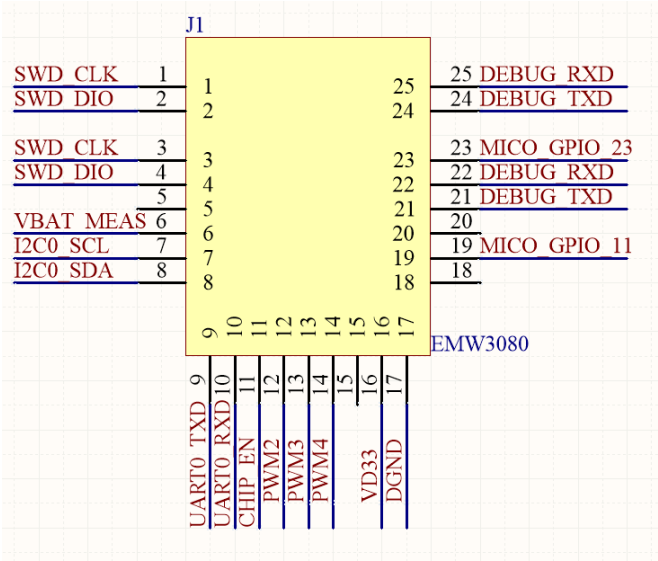 J1
SWD_CLK 1 1 25 25 DEBUG_RXD
SWD_DIO 2 2 24 24 DEBUG_TXD
SWD_CLK 3 3 23 23 MICO_GPIO_23
SWD_DIO 4 4 22 22 DEBUG_RXD
5 5 21 21 DEBUG_TXD
VBAT_MEAS 6 6 20 20
I2C0_SCL 7 7 19 19 MICO_GPIO_11
I2C0_SDA 8 8 18 18
9 10 11 12 13 14 15 16 17
EMW3080
9 10 11 12 13 14 15 16 17
UART0_TXD
UART0_RXD
CHIP_EN
PWM2
PWM3
PWM4
VD33
DGND